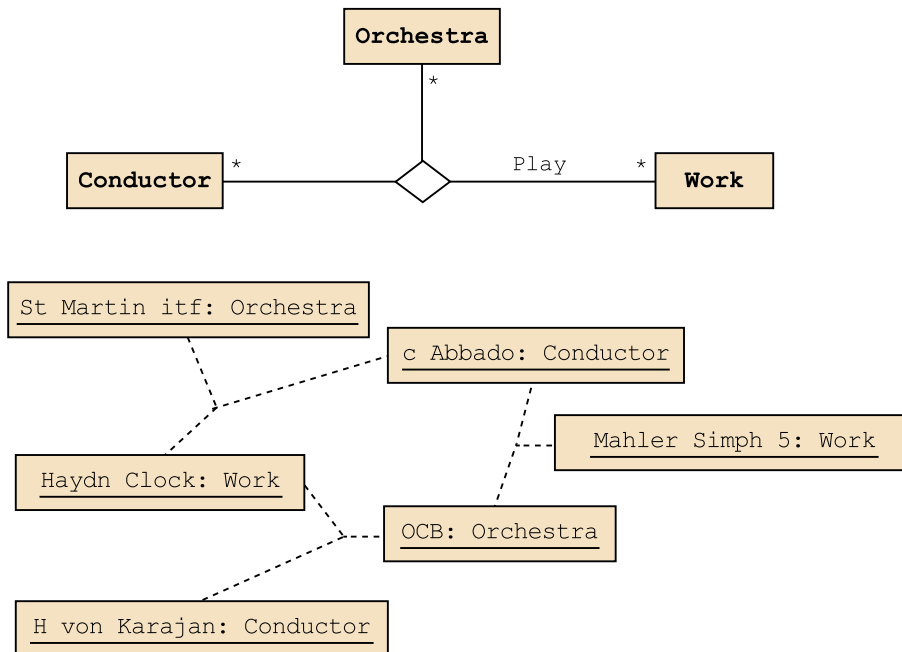 Orchestra
*
Conductor
*
Play
*
Work
St Martin itf: Orchestra
c Abbado: Conductor
Mahler Simph 5: Work
Haydn Clock: Work
OCB: Orchestra
H von Karajan: Conductor